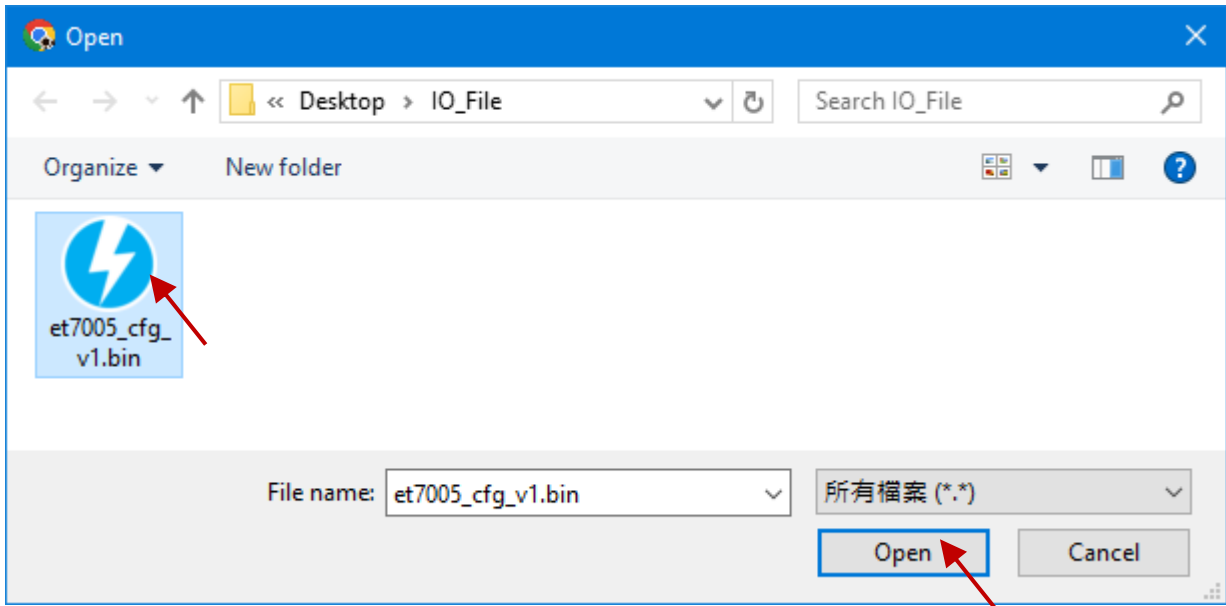 Open
« Desktop › IO_File
Search IO_File
Organize
New folder
et7005_cfg_
v1.bin
File name:
et7005_cfg_v1.bin
所有檔案 (*.*)
Open
Cancel